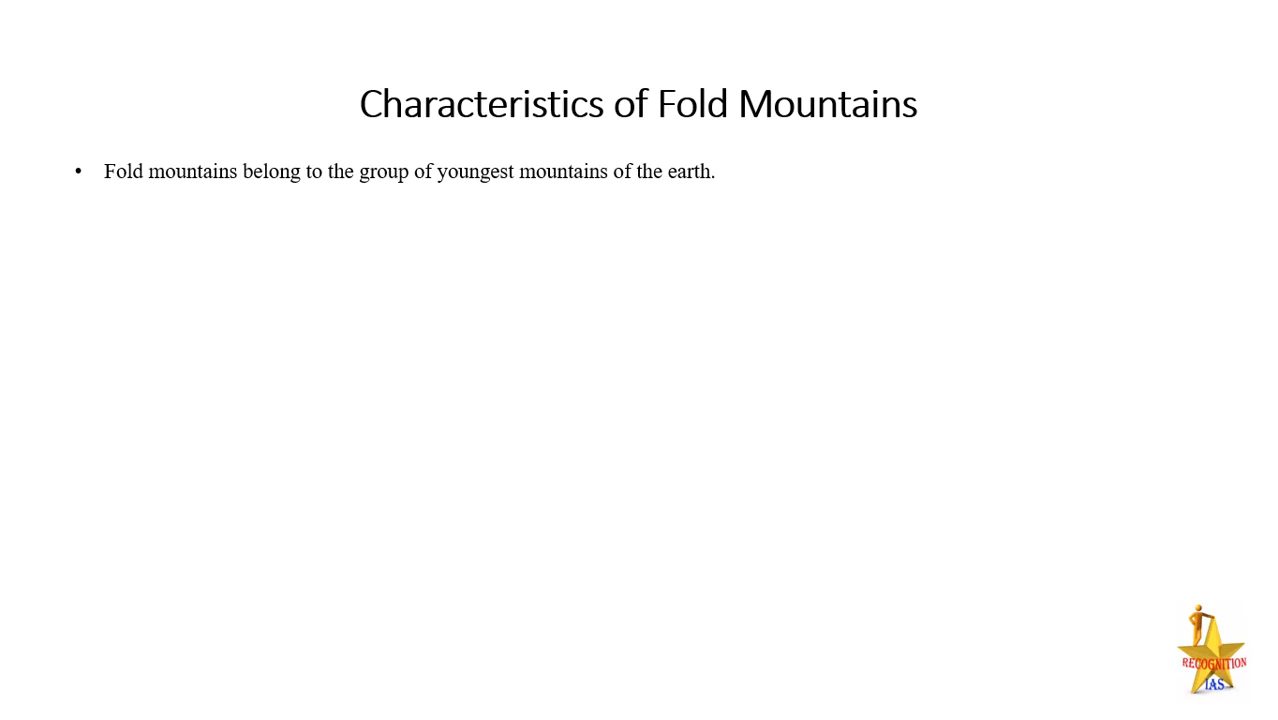 Characteristics of Fold Mountains
• Fold mountains belong to the group of youngest mountains of the earth.
RECOGNITION
IAS